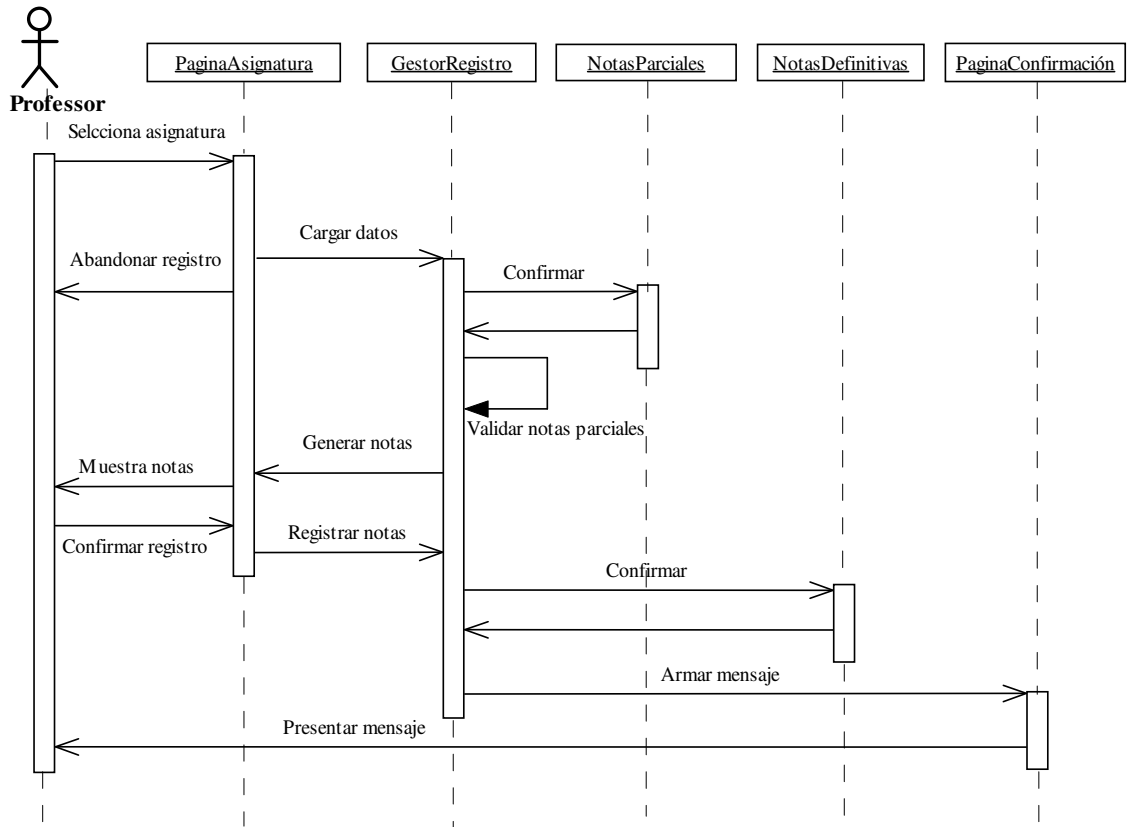 PaginaAsignatura
GestorRegistro
NotasParciales
NotasDefinitivas
PaginaConfirmación
Professor
Selcciona asignatura
Cargar datos
Abandonar registro
Confirmar
Validar notas parciales
Generar notas
Muestra notas
Registrar notas
Confirmar registro
Confirmar
Armar mensaje
Presentar mensaje